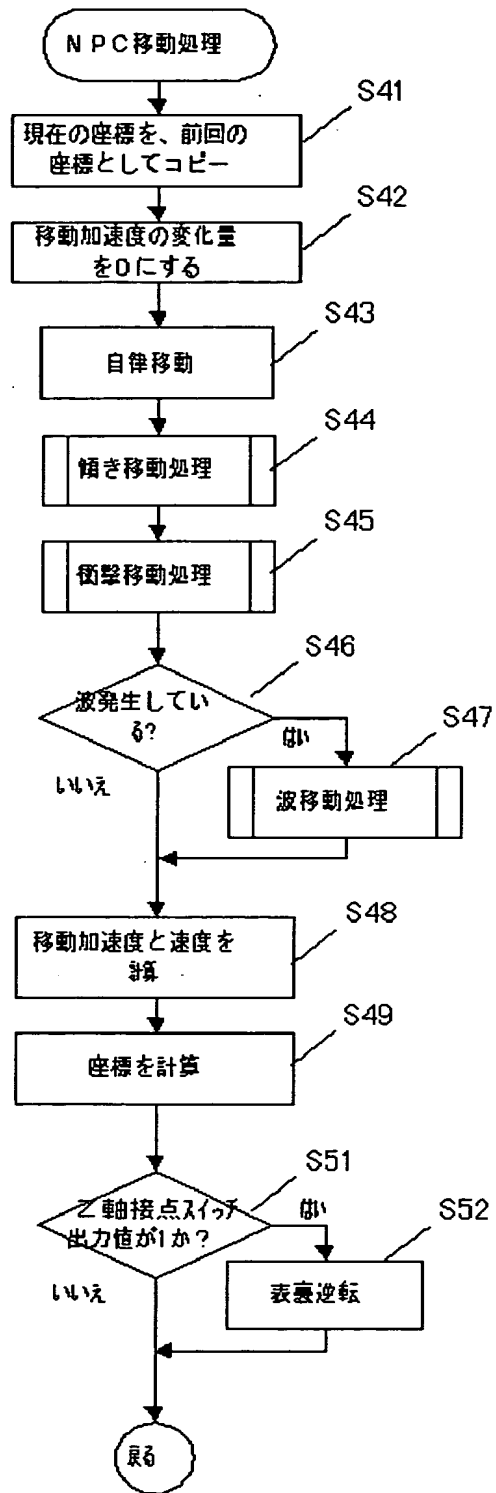 NPC移動処理
S41
現在の座標を、前回の
座標としてコピー
S42
移動加速度の変化量
を0にする
S43
自律移動
S44
傾き移動処理
S45
衝撃移動処理
S46
波発生してい
る?
はい
いいえ
S47
波移動処理
S48
移動加速度と速度を
計算
S49
座標を計算
S51
Z軸接点スイッチ
出力値が1か?
はい
いいえ
S52
表裏逆転
戻る